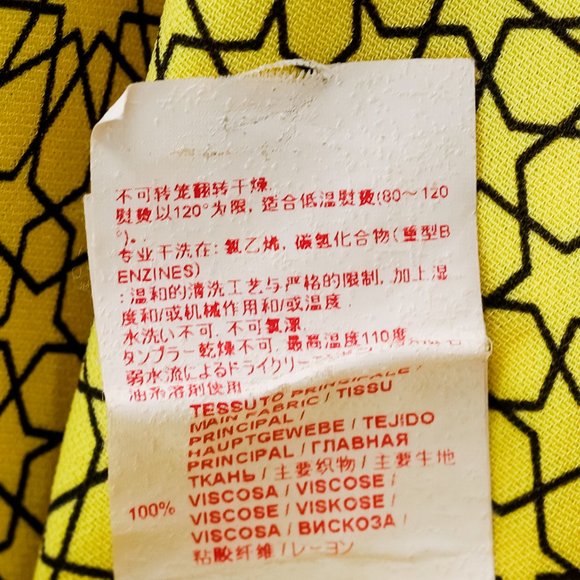 不可转笼翻转干燥.
熨烫以120°为限, 适合低温熨烫(80～120
°).
专业干洗在: 氯乙烯, 碳氢化合物(重型B
ENZINES)
: 温和的清洗工艺与严格的限制, 加上湿
度和/或机械作用和/或温度.
水洗い不可. 不可氯漂.
タンブラー乾燥不可. 最高温度110度
弱水流によるドライクリー
油系溶剤使用
TESSUTO PRINCIPALE /
MAIN FABRIC / TISSU
PRINCIPAL /
HAUPTGEWEBE / TEJIDO
PRINCIPAL / ГЛАВНАЯ
ТКАНЬ / 主要织物 / 主要生地
100% VISCOSA / VISCOSE /
VISCOSE / VISKOSE /
VISCOSA / ВИСКОЗА /
粘胶纤维 / レーヨン